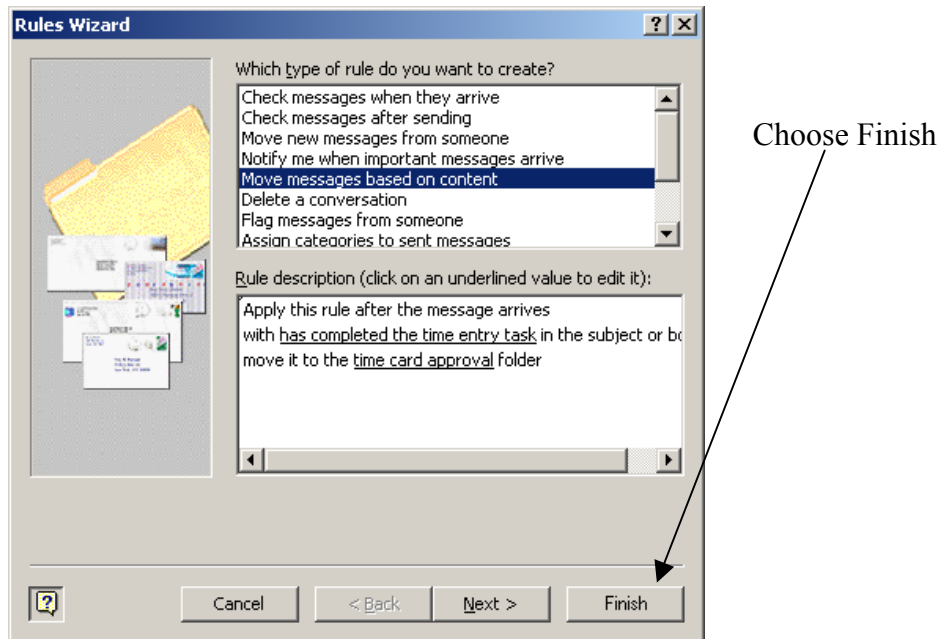 Rules Wizard
Which type of rule do you want to create?
Check messages when they arrive
Check messages after sending
Move new messages from someone
Notify me when important messages arrive
Move messages based on content
Delete a conversation
Flag messages from someone
Assign categories to sent messages
Choose Finish
Rule description (click on an underlined value to edit it):
Apply this rule after the message arrives
with has completed the time entry task in the subject or bo
move it to the time card approval folder
Cancel
< Back
Next >
Finish